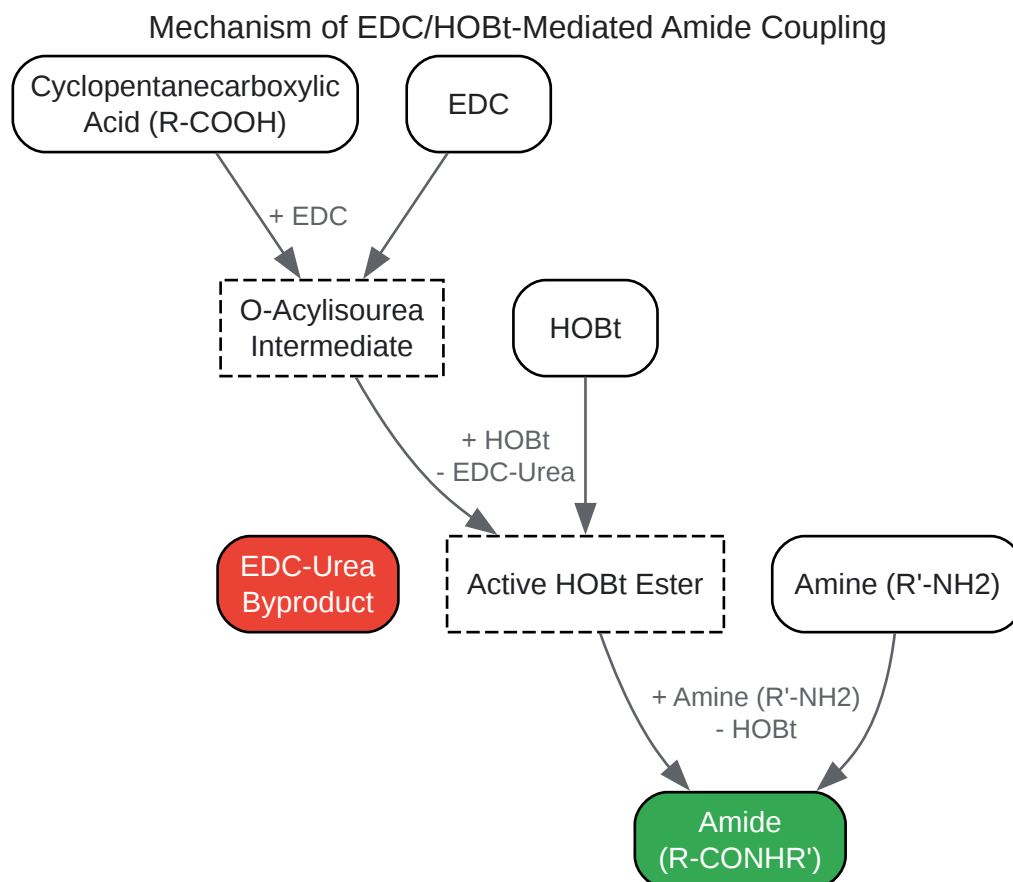 Mechanism of EDC/HOBt-Mediated Amide Coupling
Cyclopentanecarboxylic
Acid (R-COOH)
EDC
+ EDC
O-Acylisourea
Intermediate
HOBt
+ HOBt
- EDC-Urea
EDC-Urea
Byproduct
Active HOBt Ester
Amine (R'-NH2)
+ Amine (R'-NH2)
- HOBt
Amide
(R-CONHR')